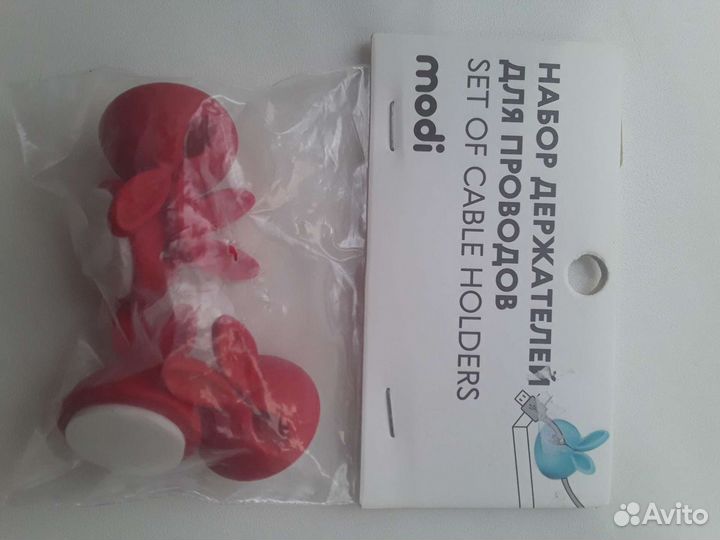 НАБОР ДЕРЖАТЕЛЕЙ
ДЛЯ ПРОВОДОВ
SET OF CABLE HOLDERS
modi
Avito